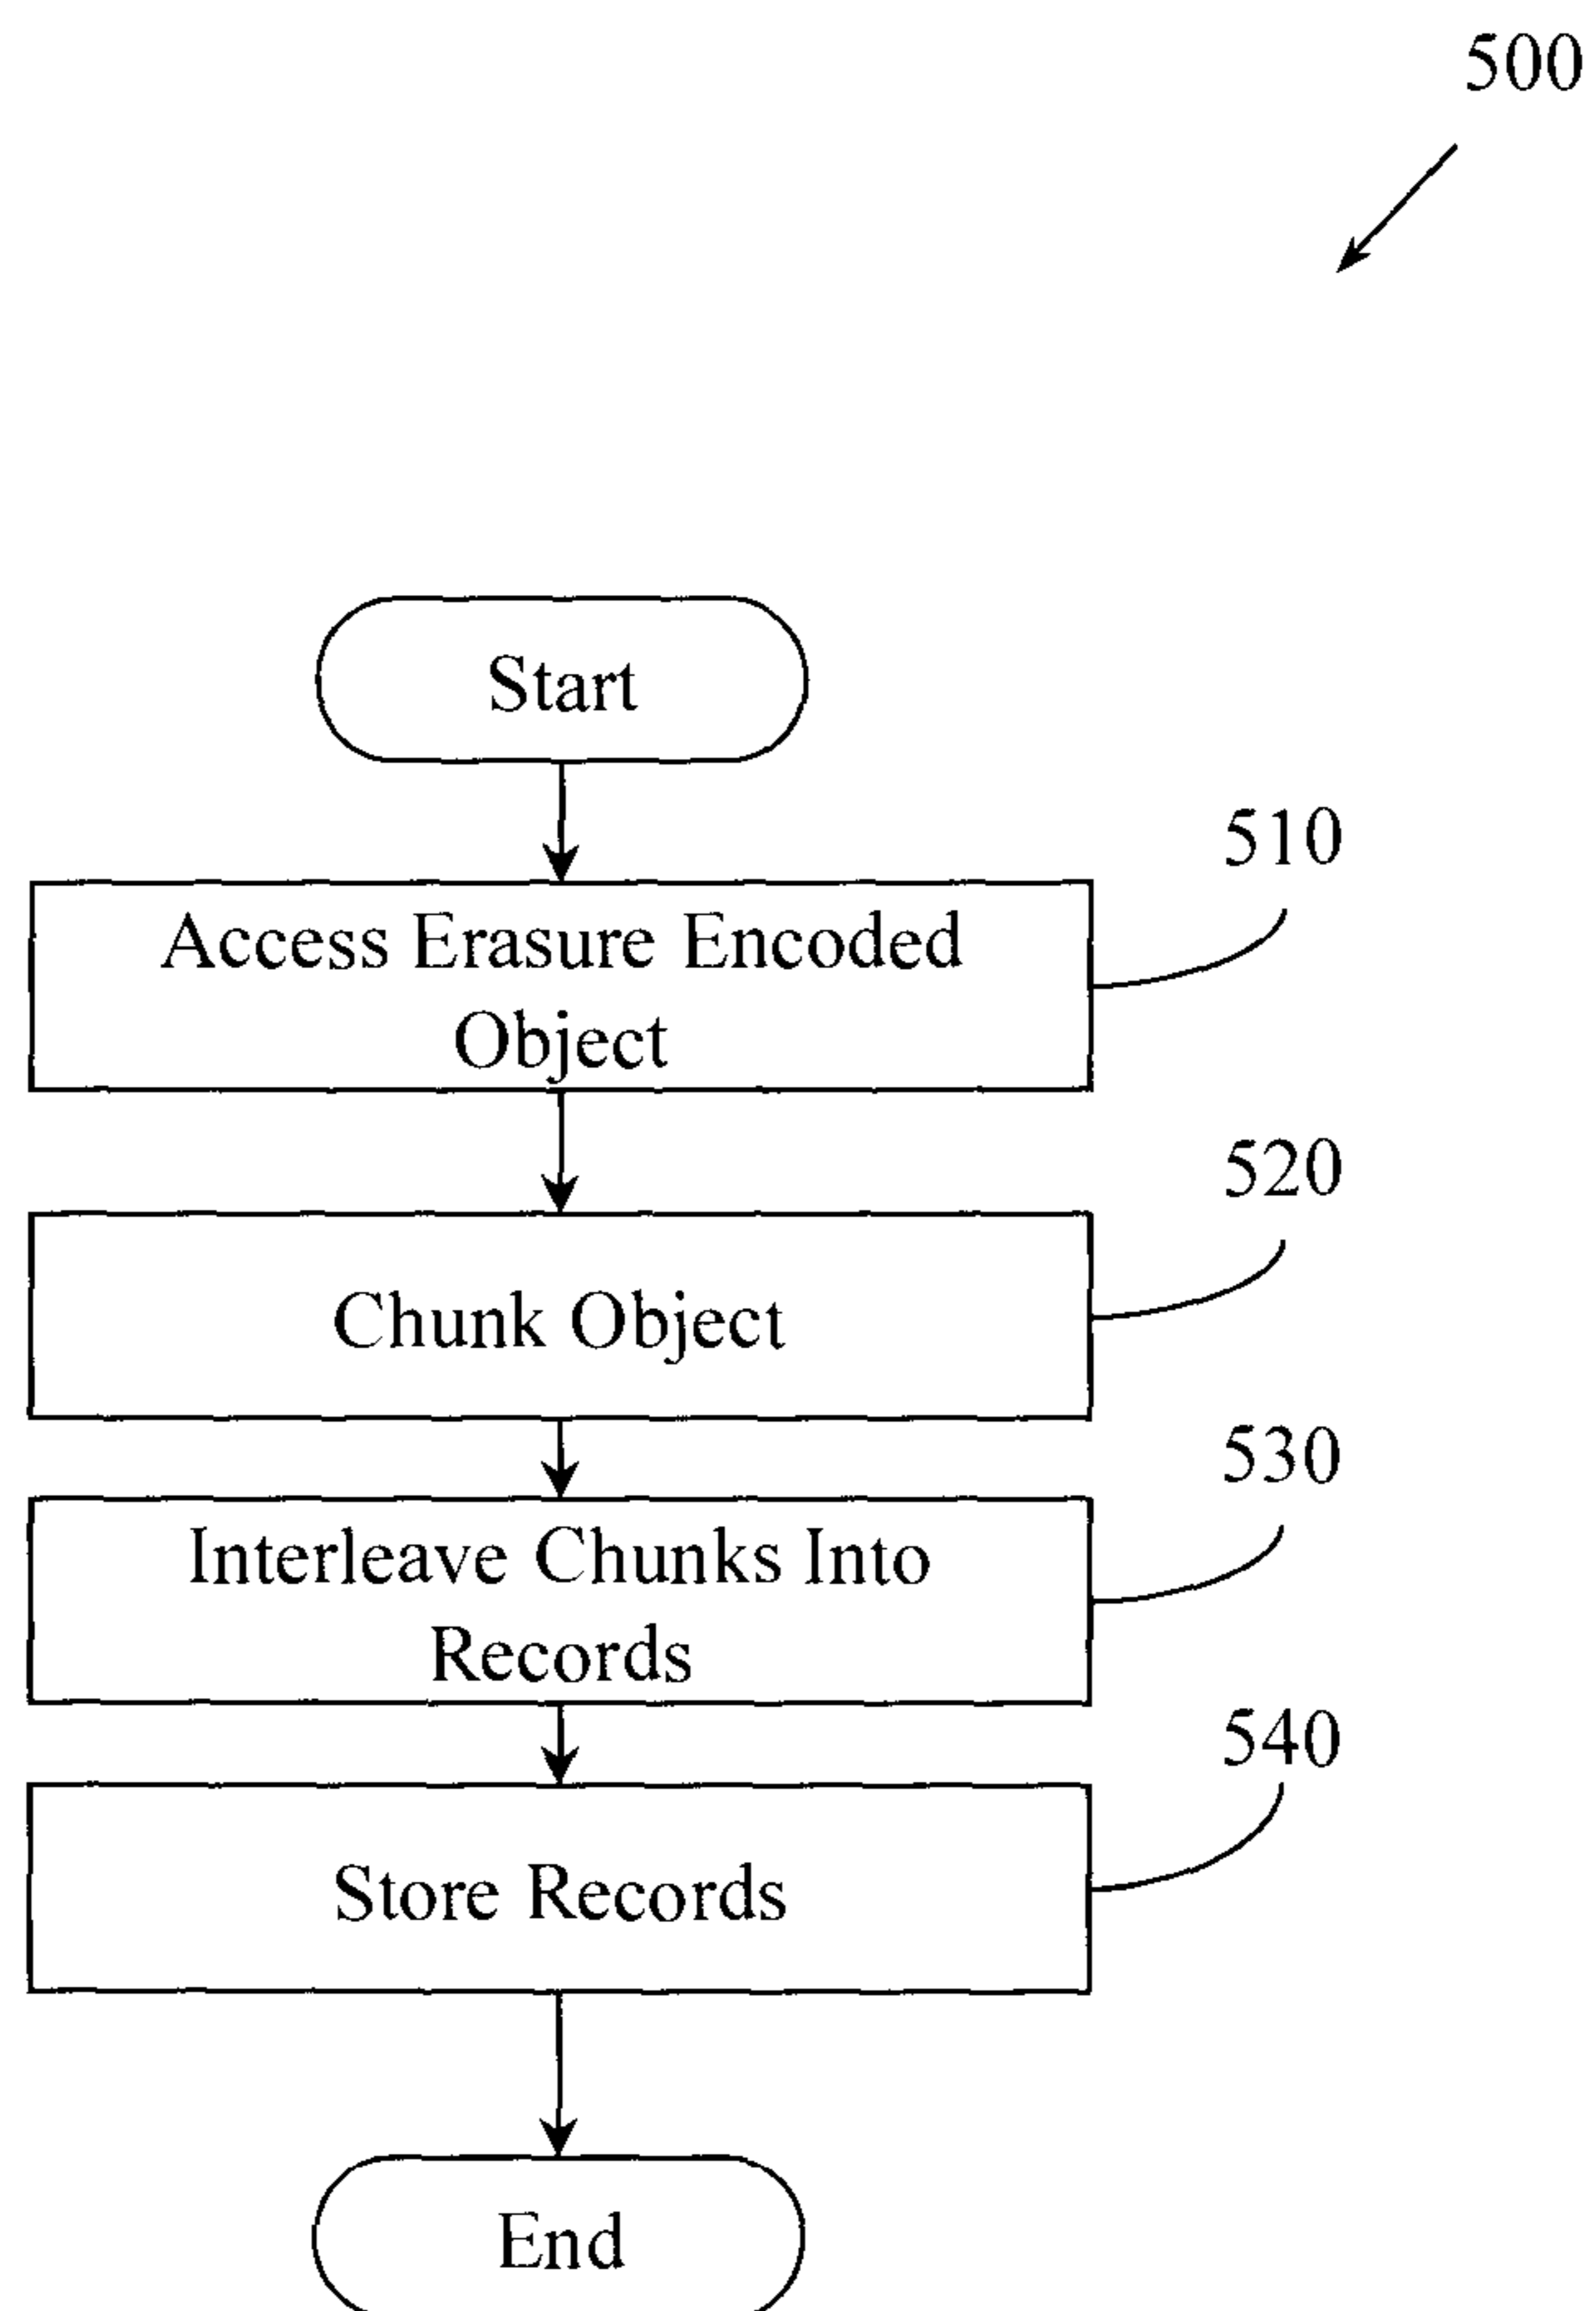 500
Start
510
Access Erasure Encoded
Object
520
Chunk Object
530
Interleave Chunks Into
Records
540
Store Records
End